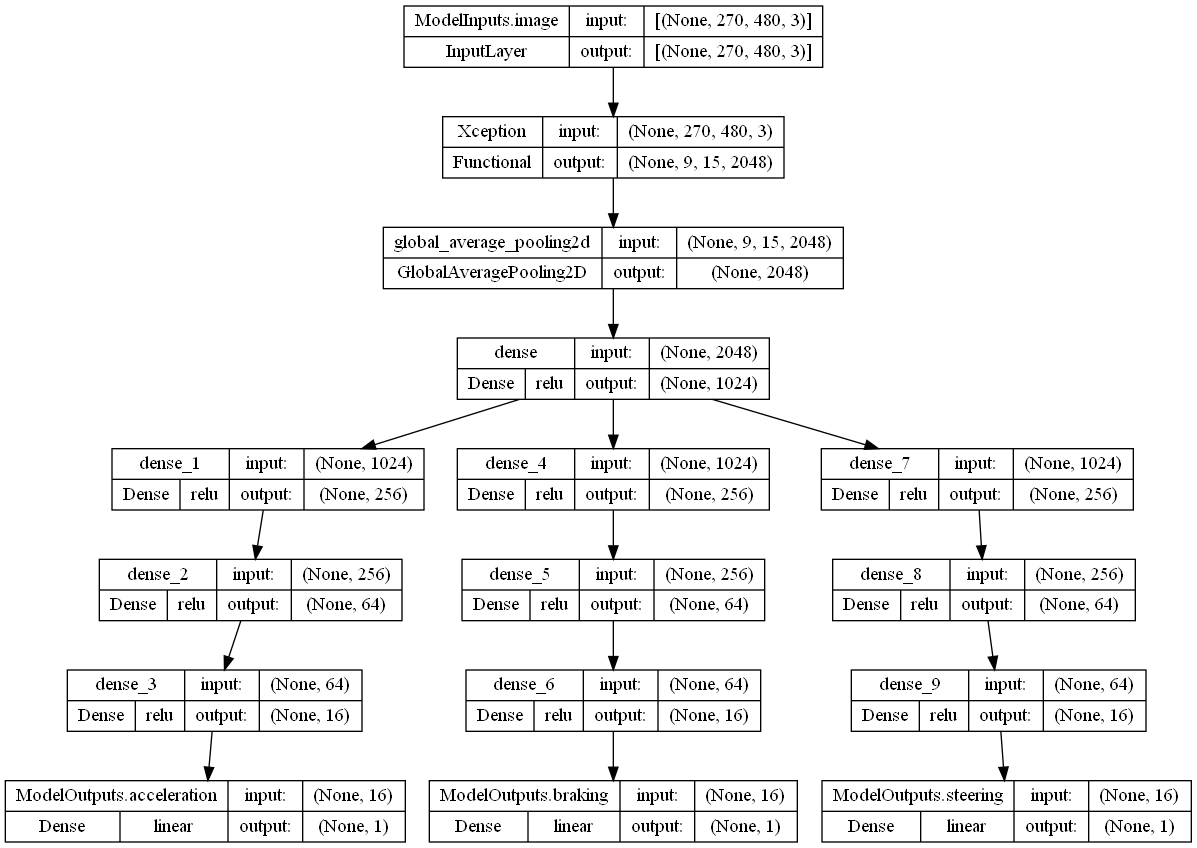 ModelInputs.image input: [(None, 270, 480, 3)]
InputLayer output: [(None, 270, 480, 3)]
Xception input: (None, 270, 480, 3)
Functional output: (None, 9, 15, 2048)
global_average_pooling2d input: (None, 9, 15, 2048)
GlobalAveragePooling2D output: (None, 2048)
dense input: (None, 2048)
Dense relu output: (None, 1024)
dense_1 input: (None, 1024)
Dense relu output: (None, 256)
dense_4 input: (None, 1024)
Dense relu output: (None, 256)
dense_7 input: (None, 1024)
Dense relu output: (None, 256)
dense_2 input: (None, 256)
Dense relu output: (None, 64)
dense_5 input: (None, 256)
Dense relu output: (None, 64)
dense_8 input: (None, 256)
Dense relu output: (None, 64)
dense_3 input: (None, 64)
Dense relu output: (None, 16)
dense_6 input: (None, 64)
Dense relu output: (None, 16)
dense_9 input: (None, 64)
Dense relu output: (None, 16)
ModelOutputs.acceleration input: (None, 16)
Dense linear output: (None, 1)
ModelOutputs.braking input: (None, 16)
Dense linear output: (None, 1)
ModelOutputs.steering input: (None, 16)
Dense linear output: (None, 1)